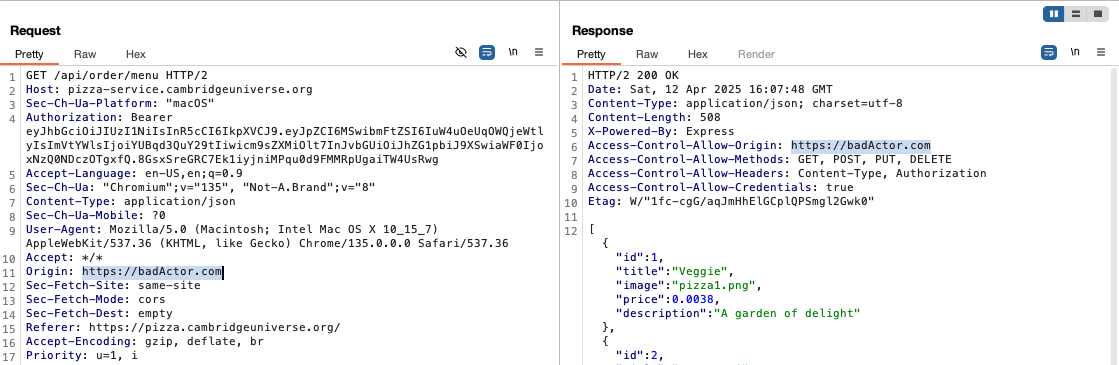 Request
Pretty Raw Hex
\n
1 GET /api/order/menu HTTP/2
2 Host: pizza-service.cambridgeuniverse.org
3 Sec-Ch-Ua-Platform: "macOS"
4 Authorization: Bearer
eyJhbGciOiJIUzI1NiIsInR5cCI6IkpXVCJ9.eyJpZCI6MSwibmFtZSI6IuW4uOeUqOWQjeWtl
yIsImVtYWlsIjoiYUBqd3QuY29tIiwicm9sZXMiOlt7InJvbGUiOiJhZG1pbiJ9XSwiaWF0Ijo
xNzQ0NDczOTgxfQ.8GsxSreGRC7Ek1iyjniMPqu0d9FMMRpUgaiTW4UsRwg
5 Accept-Language: en-US,en;q=0.9
6 Sec-Ch-Ua: "Chromium";v="135", "Not-A.Brand";v="8"
7 Content-Type: application/json
8 Sec-Ch-Ua-Mobile: ?0
9 User-Agent: Mozilla/5.0 (Macintosh; Intel Mac OS X 10_15_7)
AppleWebKit/537.36 (KHTML, like Gecko) Chrome/135.0.0.0 Safari/537.36
10 Accept: */*
11 Origin: https://badActor.com
12 Sec-Fetch-Site: same-site
13 Sec-Fetch-Mode: cors
14 Sec-Fetch-Dest: empty
15 Referer: https://pizza.cambridgeuniverse.org/
16 Accept-Encoding: gzip, deflate, br
17 Priority: u=1, i
Response
Pretty Raw Hex Render
\n
1 HTTP/2 200 OK
2 Date: Sat, 12 Apr 2025 16:07:48 GMT
3 Content-Type: application/json; charset=utf-8
4 Content-Length: 508
5 X-Powered-By: Express
6 Access-Control-Allow-Origin: https://badActor.com
7 Access-Control-Allow-Methods: GET, POST, PUT, DELETE
8 Access-Control-Allow-Headers: Content-Type, Authorization
9 Access-Control-Allow-Credentials: true
10 Etag: W/"1fc-cgG/aqJmHhElGCplQPSmgl2Gwk0"
11
12 [
{
"id":1,
"title":"Veggie",
"image":"pizza1.png",
"price":0.0038,
"description":"A garden of delight"
},
{
"id":2,